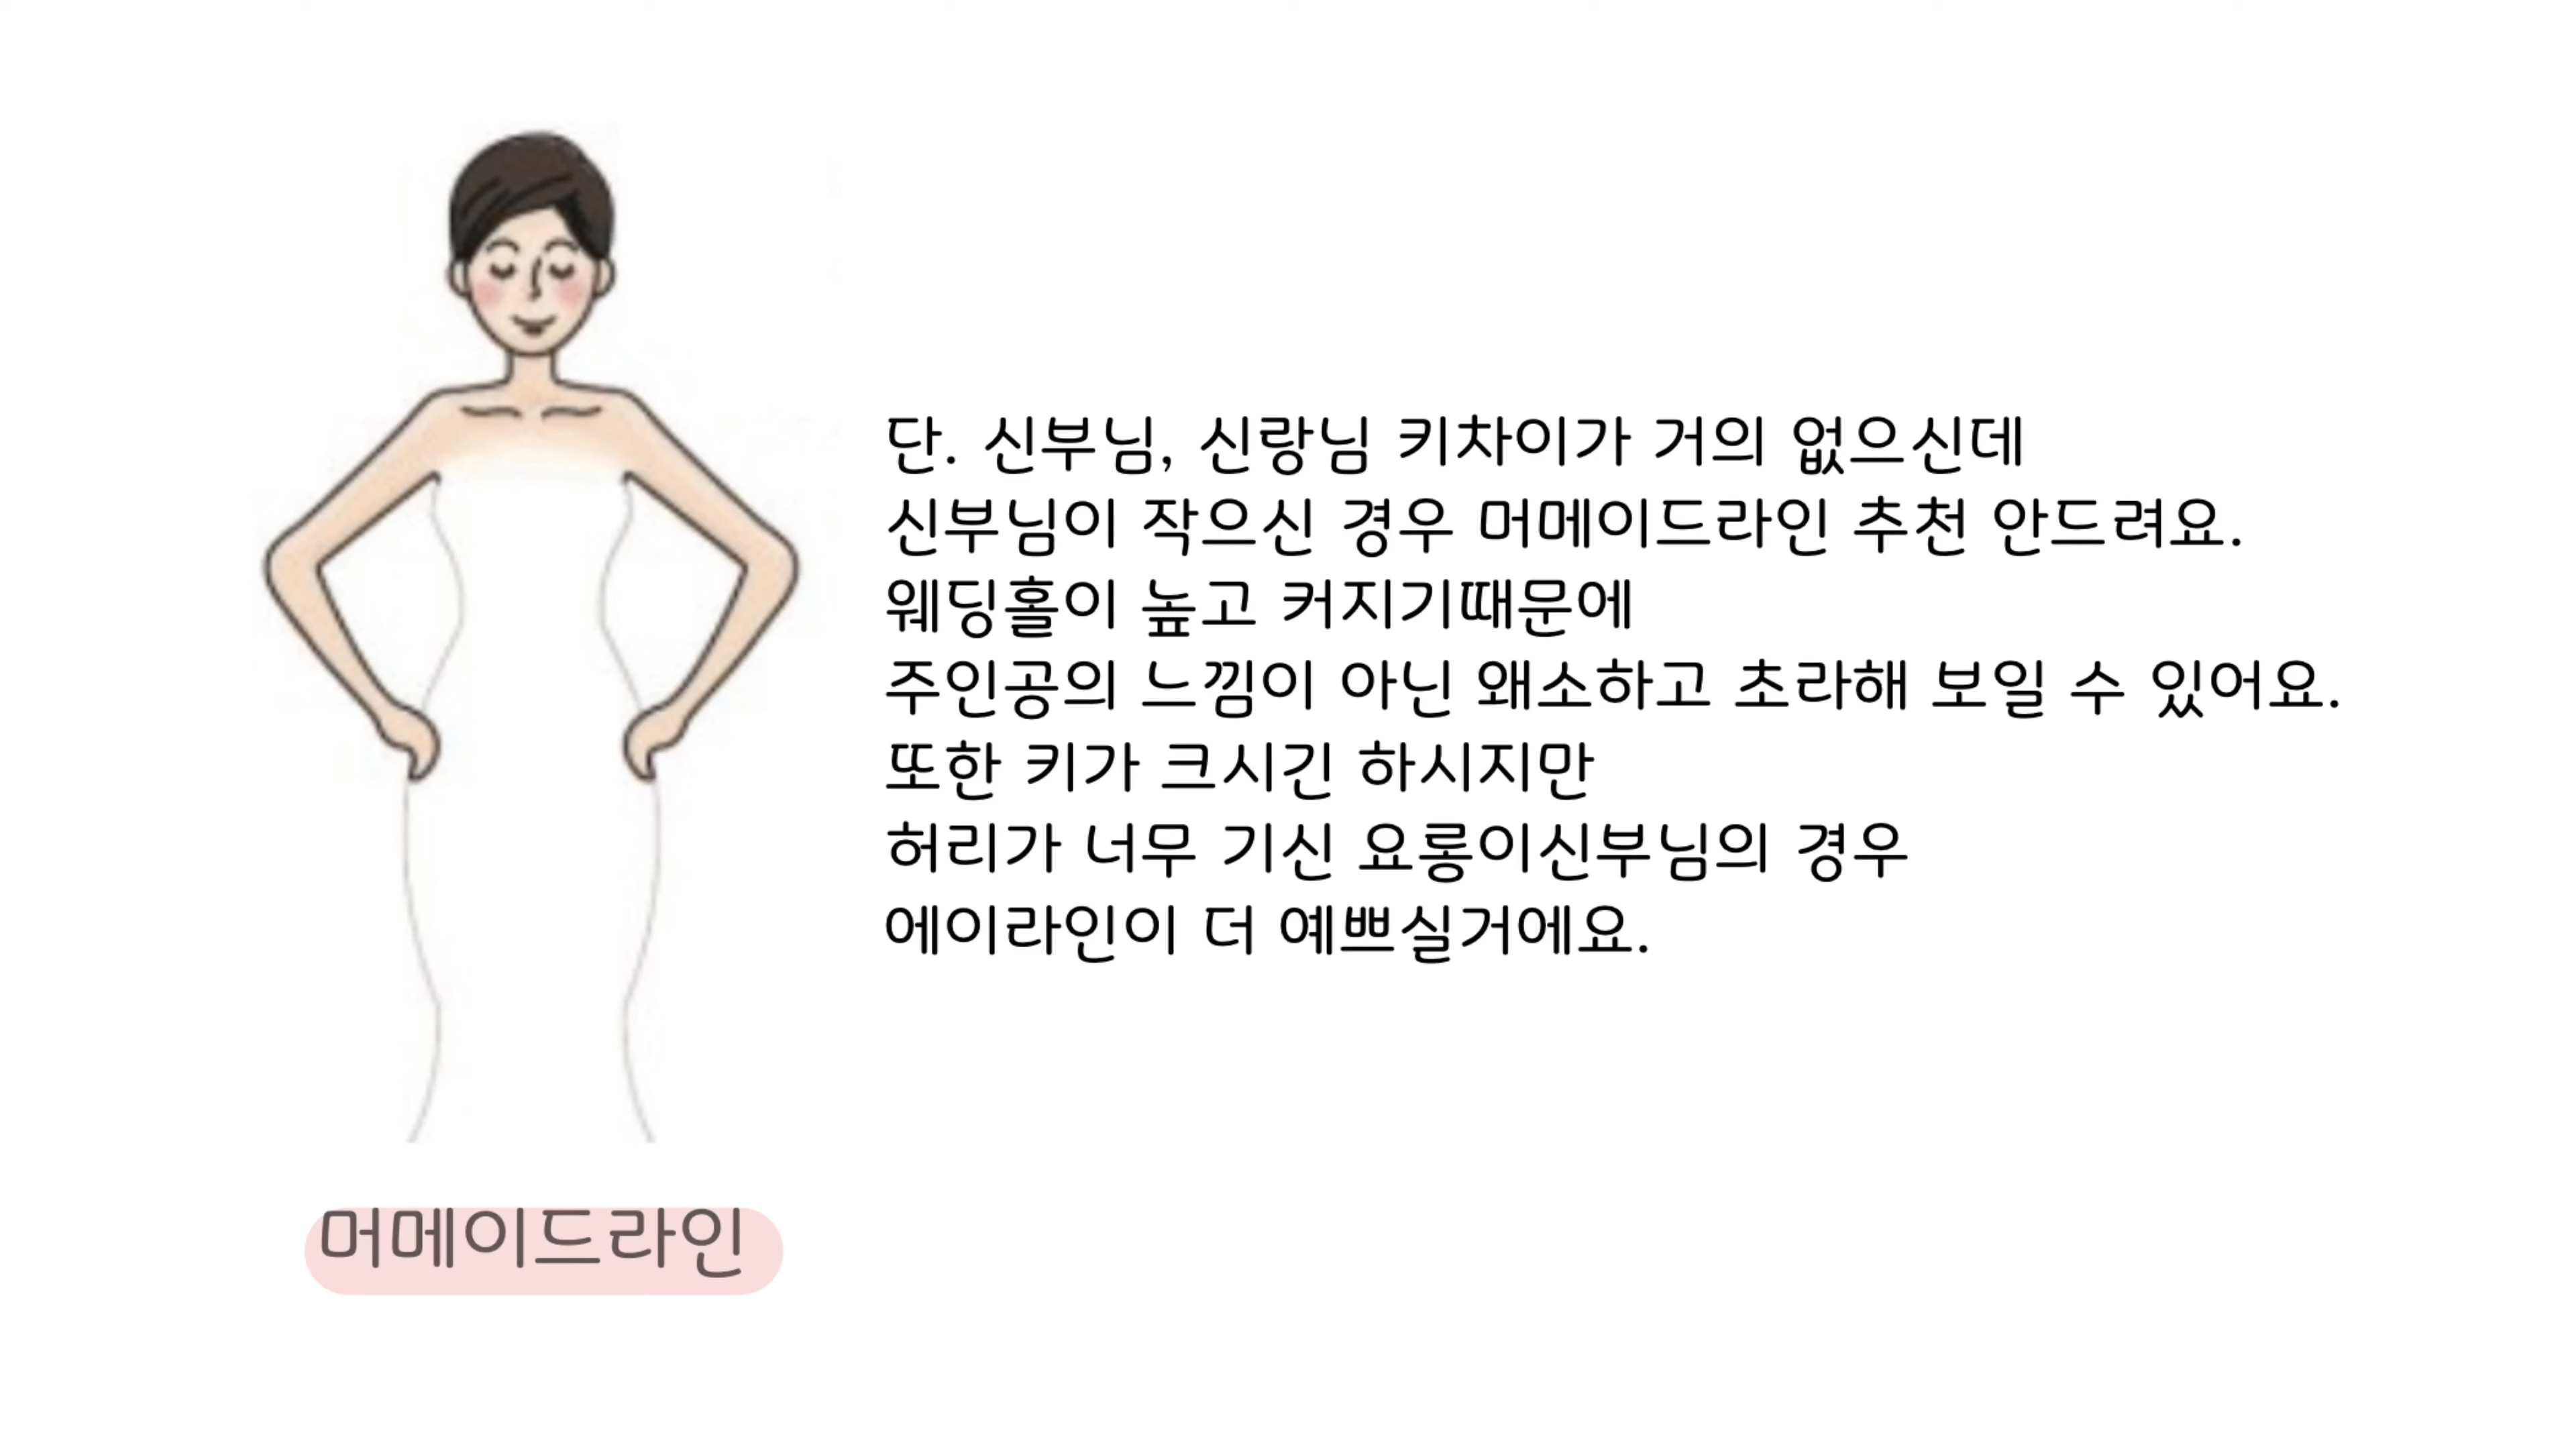 단. 신부님, 신랑님 키차이가 거의 없으신데
신부님이 작으신 경우 머메이드라인 추천 안드려요.
웨딩홀이 높고 커지기때문에
주인공의 느낌이 아닌 왜소하고 초라해 보일 수 있어요.
또한 키가 크시긴 하시지만
허리가 너무 기신 요롱이신부님의 경우
에이라인이 더 예쁘실거에요.
머메이드라인